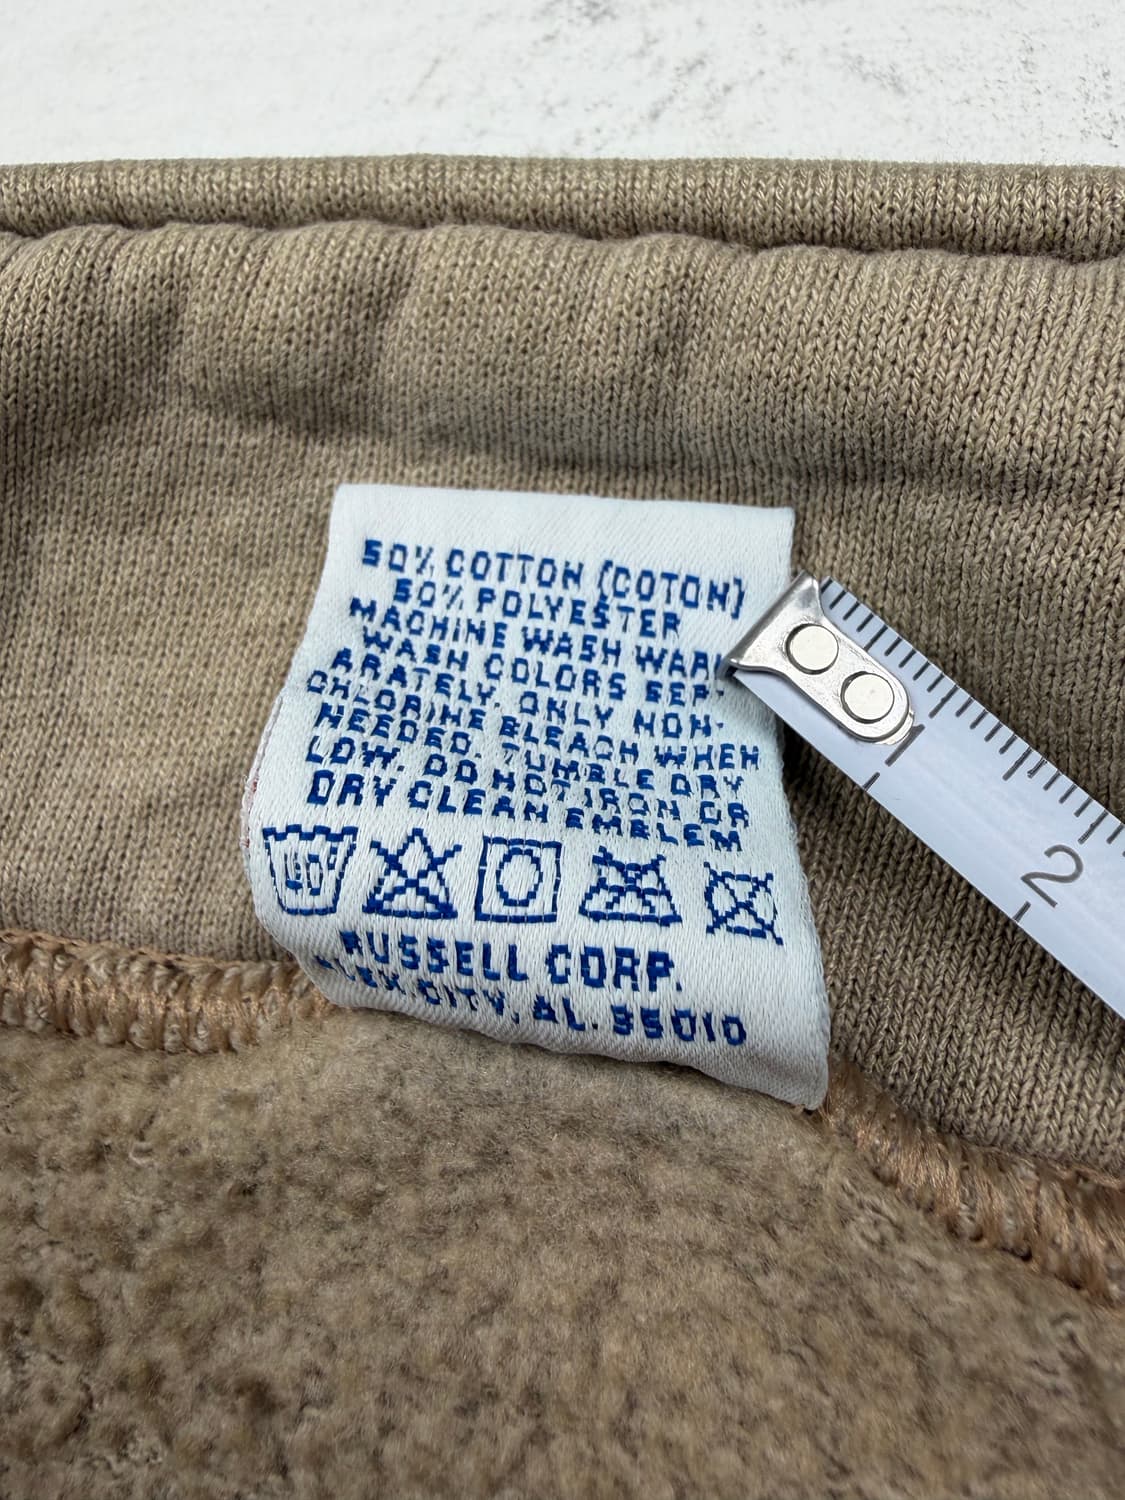 50% COTTON (COTON)
50% POLYESTER
MACHINE WASH WARM
WASH COLORS SEP-
ARATELY. ONLY NON-
CHLORINE BLEACH WHEN
NEEDED. TUMBLE DRY
LOW. DO NOT IRON OR
DRY CLEAN EMBLEM
RUSSELL CORP.
ALEX CITY, AL. 35010
1
2